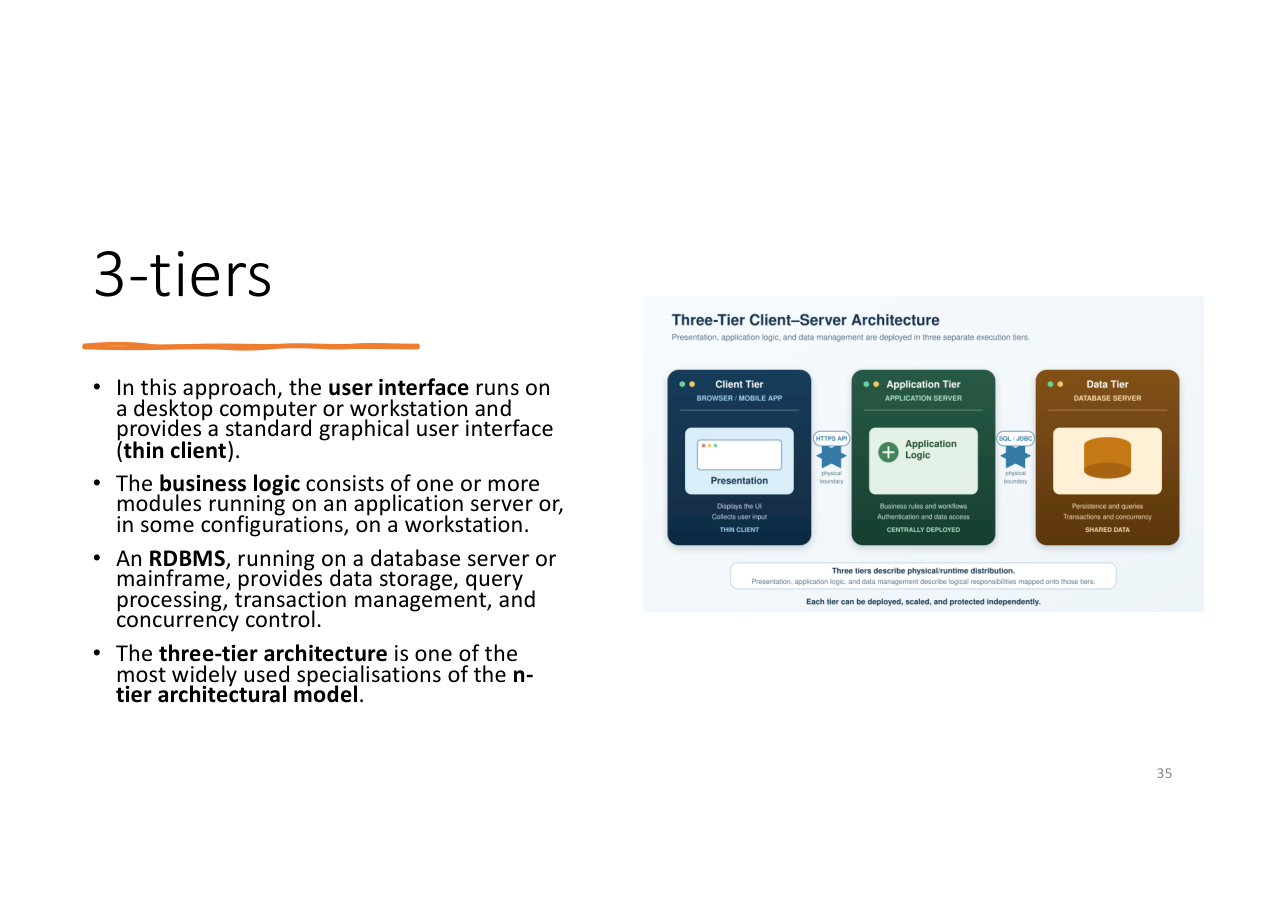 3-tiers
• In this approach, the user interface runs on
a desktop computer or workstation and
provides a standard graphical user interface
(thin client).
• The business logic consists of one or more
modules running on an application server or,
in some configurations, on a workstation.
• An RDBMS, running on a database server or
mainframe, provides data storage, query
processing, transaction management, and
concurrency control.
• The three-tier architecture is one of the
most widely used specialisations of the n-
tier architectural model.
Three-Tier Client–Server Architecture
Presentation, application logic, and data management are deployed in three separate execution tiers.
Client Tier
BROWSER / MOBILE APP
Presentation
Displays the UI
Collects user input
THIN CLIENT
HTTPS API
physical
boundary
Application Tier
APPLICATION SERVER
Application
Logic
Business rules and workflows
Authentication and data access
CENTRALLY DEPLOYED
SQL / JDBC
physical
boundary
Data Tier
DATABASE SERVER
Persistence and queries
Transactions and concurrency
SHARED DATA
Three tiers describe physical/runtime distribution.
Presentation, application logic, and data management describe logical responsibilities mapped onto those tiers.
Each tier can be deployed, scaled, and protected independently.
35